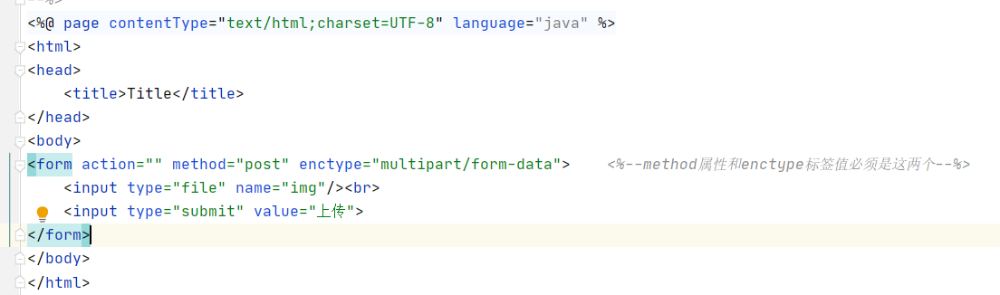 --%>
<%@ page contentType="text/html;charset=UTF-8" language="java" %>
<html>
<head>
    <title>Title</title>
</head>
<body>
<form action="" method="post" enctype="multipart/form-data">    <%--method属性和enctype标签值必须是这两个--%>
    <input type="file" name="img"/><br>
    <input type="submit" value="上传">
</form>
</body>
</html>